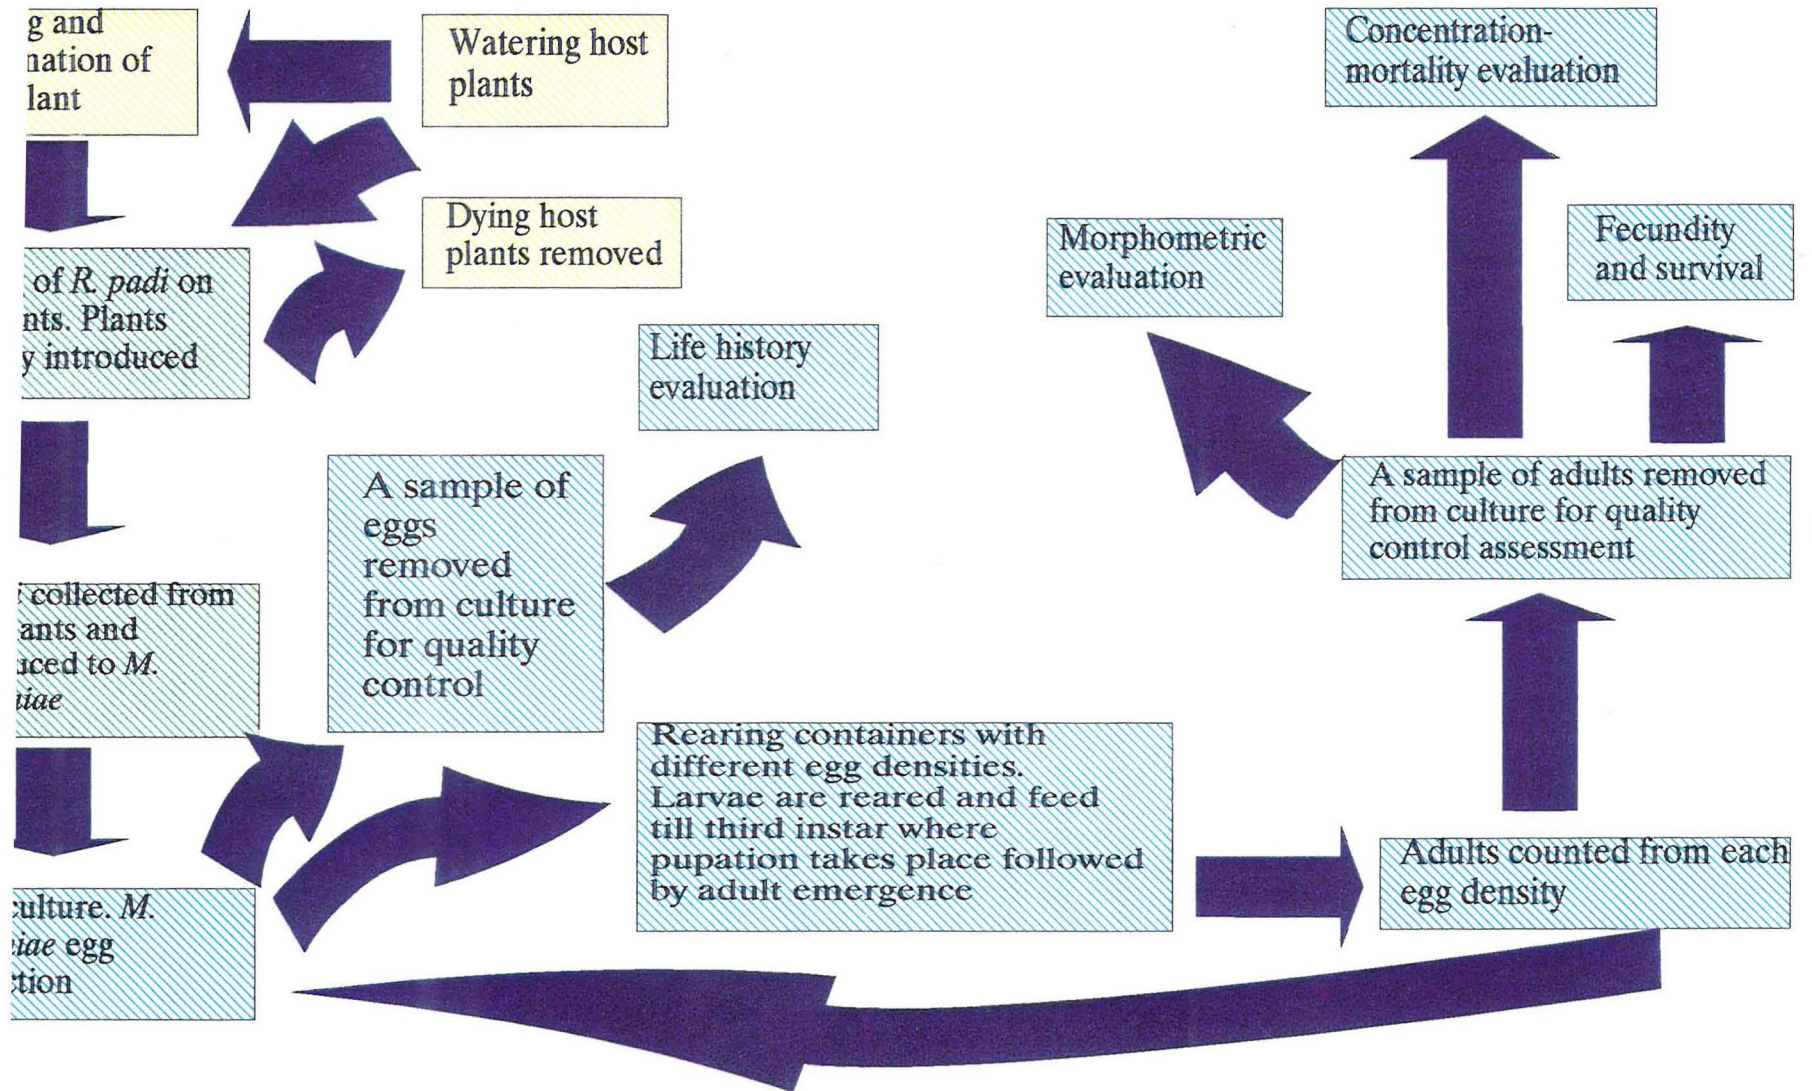 g and
nation of
lant
Watering host
plants
Dying host
plants removed
of R. padi on
nts. Plants
y introduced
collected from
ants and
uced to M.
niae
culture. M.
iae egg
ction
A sample of
eggs
removed
from culture
for quality
control
Life history
evaluation
Rearing containers with
different egg densities.
Larvae are reared and feed
till third instar where
pupation takes place followed
by adult emergence
Adults counted from each
egg density
A sample of adults removed
from culture for quality
control assessment
Morphometric
evaluation
Concentration-
mortality evaluation
Fecundity
and survival